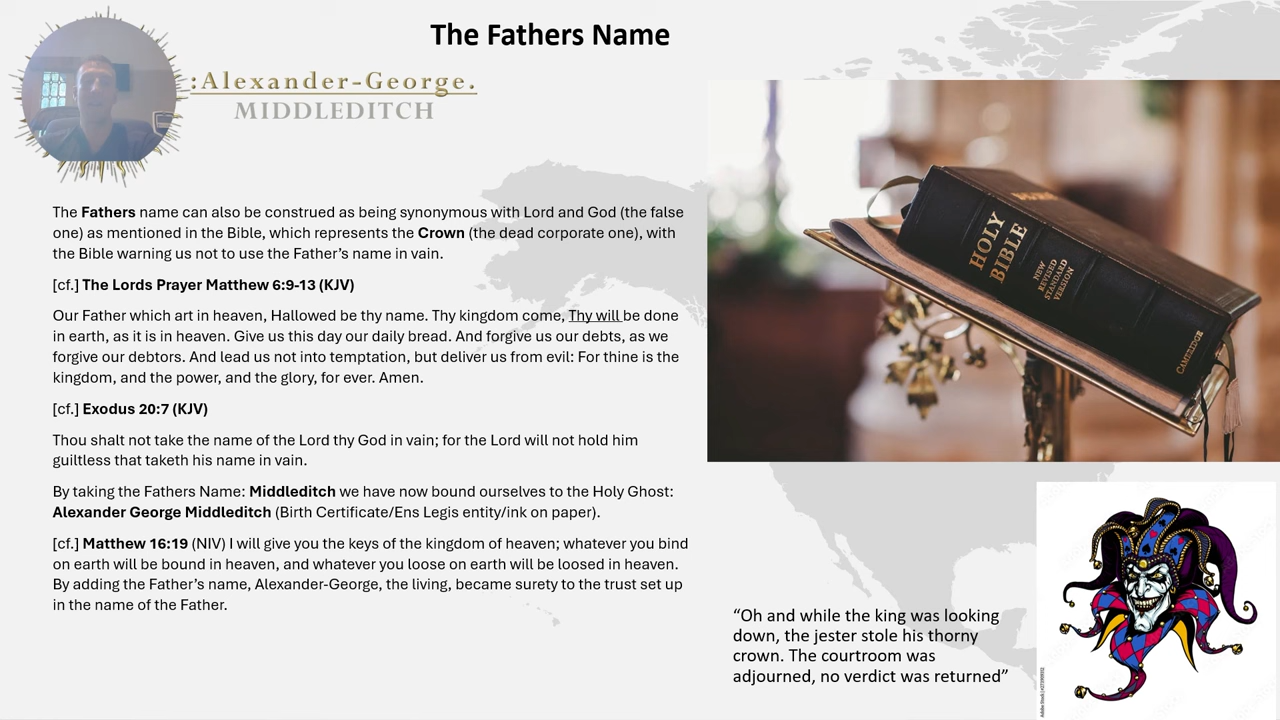 The Fathers Name
:Alexander-George.
MIDDLEDITCH
The Fathers name can also be construed as being synonymous with Lord and God (the false
one) as mentioned in the Bible, which represents the Crown (the dead corporate one), with
the Bible warning us not to use the Father’s name in vain.
[cf.] The Lords Prayer Matthew 6:9-13 (KJV)
Our Father which art in heaven, Hallowed be thy name. Thy kingdom come, Thy will be done
in earth, as it is in heaven. Give us this day our daily bread. And forgive us our debts, as we
forgive our debtors. And lead us not into temptation, but deliver us from evil: For thine is the
kingdom, and the power, and the glory, for ever. Amen.
[cf.] Exodus 20:7 (KJV)
Thou shalt not take the name of the Lord thy God in vain; for the Lord will not hold him
guiltless that taketh his name in vain.
By taking the Fathers Name: Middleditch we have now bound ourselves to the Holy Ghost:
Alexander George Middleditch (Birth Certificate/Ens Legis entity/ink on paper).
[cf.] Matthew 16:19 (NIV) I will give you the keys of the kingdom of heaven; whatever you bind
on earth will be bound in heaven, and whatever you loose on earth will be loosed in heaven.
By adding the Father’s name, Alexander-George, the living, became surety to the trust set up
in the name of the Father.
HOLY
BIBLE
NEW
REVISED
STANDARD
VERSION
CAMBRIDGE
“Oh and while the king was looking
down, the jester stole his thorny
crown. The courtroom was
adjourned, no verdict was returned”